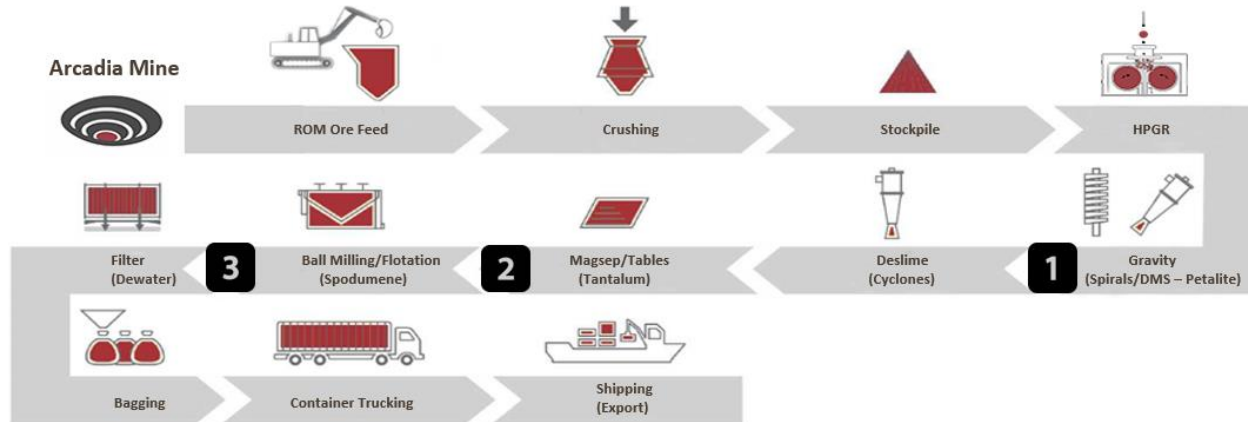 Arcadia Mine
ROM Ore Feed
Crushing
Stockpile
HPGR
Filter
(Dewater)
3
Ball Milling/Flotation
(Spodumene)
2
Magsep/Tables
(Tantalum)
Deslime
(Cyclones)
1
Gravity
(Spirals/DMS – Petalite)
Bagging
Container Trucking
Shipping
(Export)